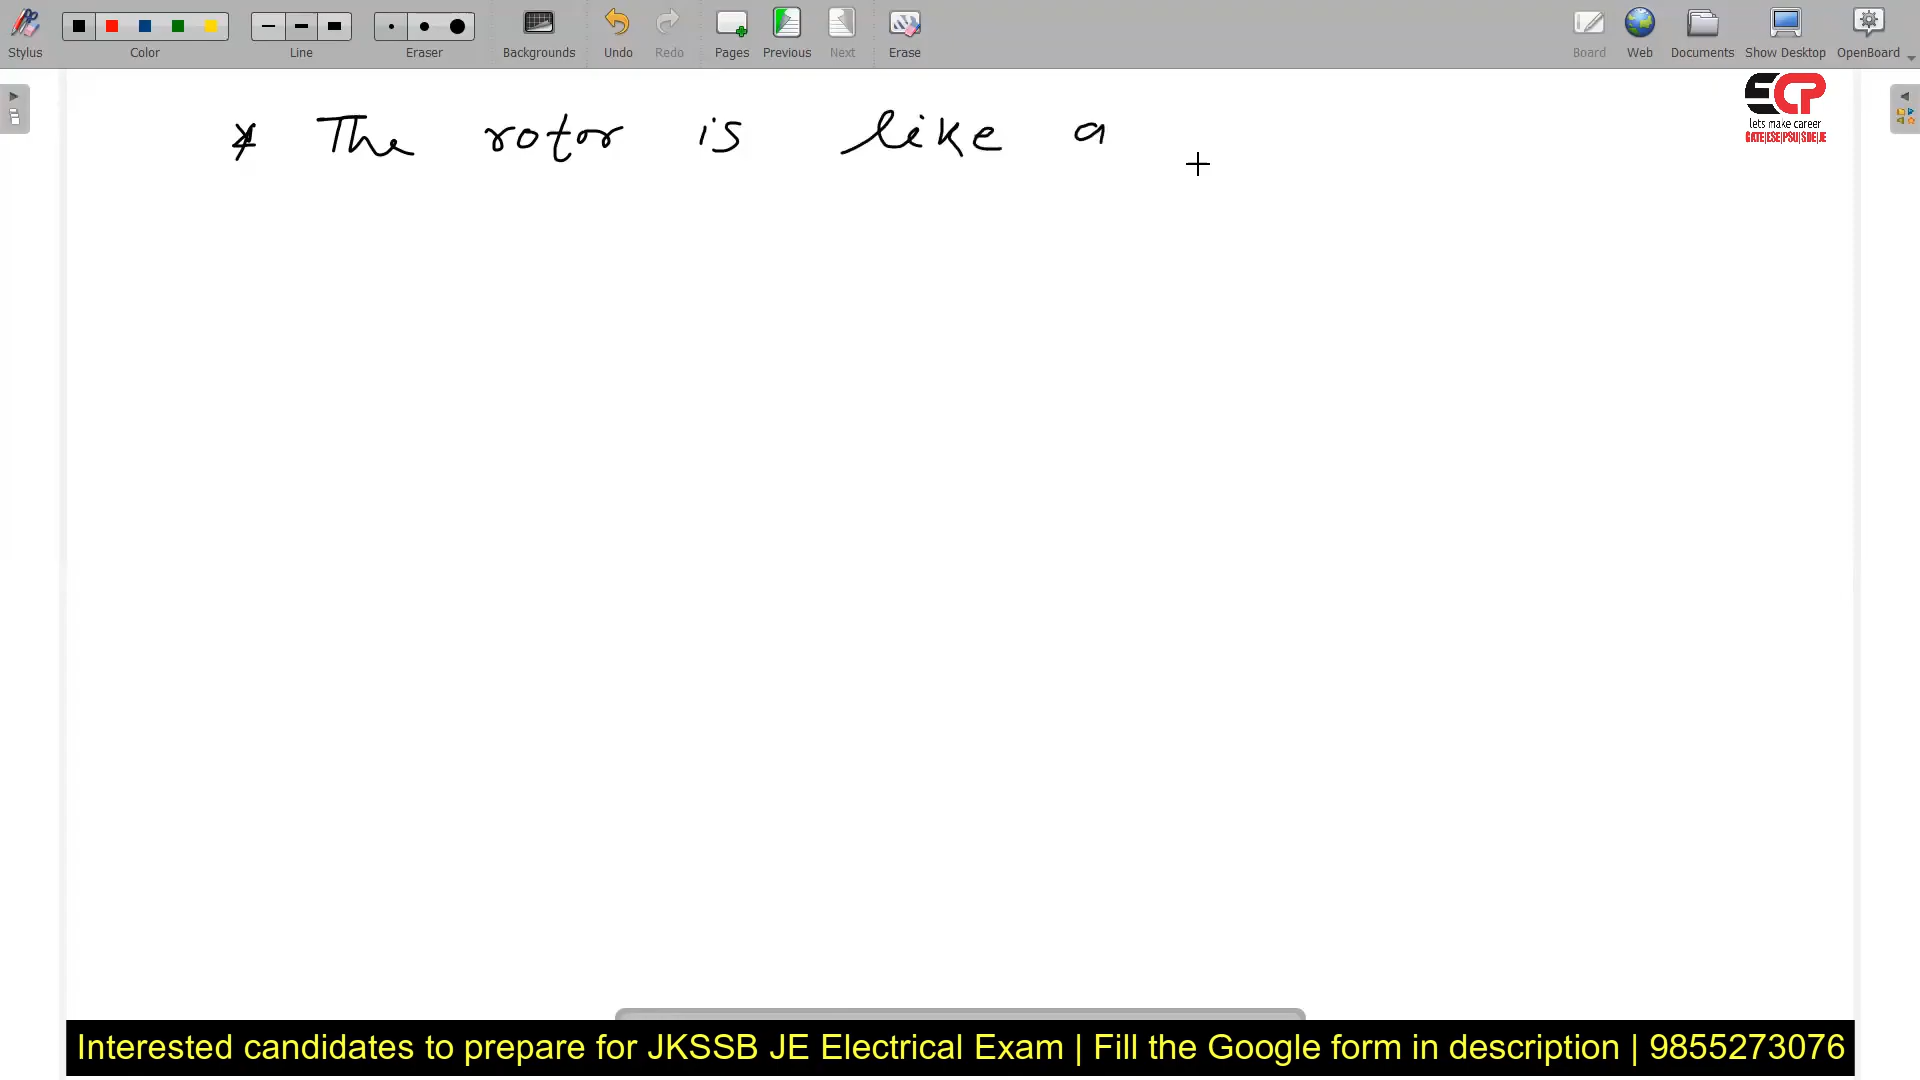 Stylus Color Line Eraser Backgrounds Undo Redo Pages Previous Next Erase Board Web Documents Show Desktop OpenBoard
ECP
lets make career
GATE|ESE|PSU|SDE|JE
* The rotor is like a
Interested candidates to prepare for JKSSB JE Electrical Exam | Fill the Google form in description | 9855273076